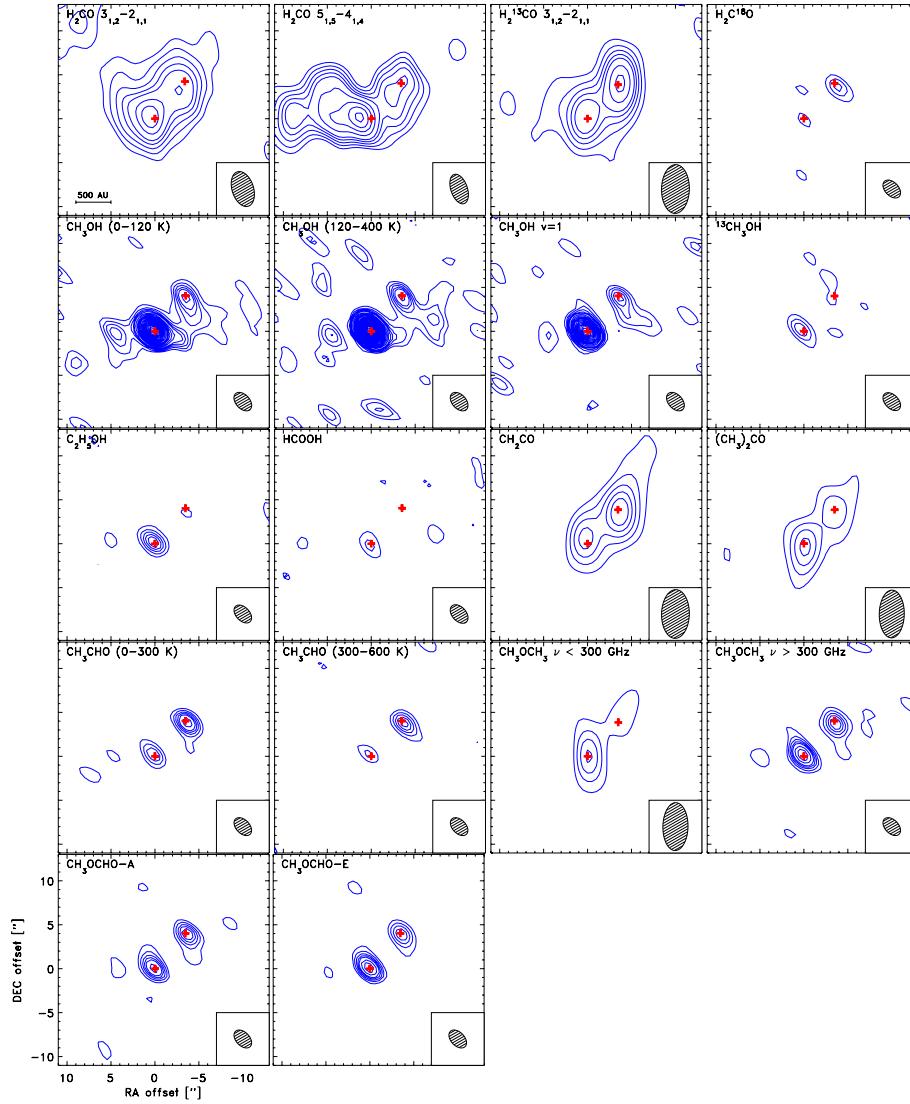 H₂CO 3₁,₂−2₁,₁
H₂CO 5₁,₅−4₁,₄
H₂¹³CO 3₁,₂−2₁,₁
H₂C¹⁸O
500 AU
CH₃OH (0−120 K)
CH₃OH (120−400 K)
CH₃OH v=1
¹³CH₃OH
C₂H₅OH
HCOOH
CH₂CO
(CH₃)₂CO
CH₃CHO (0−300 K)
CH₃CHO (300−600 K)
CH₃OCH₃ ν < 300 GHz
CH₃OCH₃ ν > 300 GHz
CH₃OCHO−A
CH₃OCHO−E
10
5
0
−5
−10
DEC offset ["]
10 5 0 −5 −10
RA offset ["]